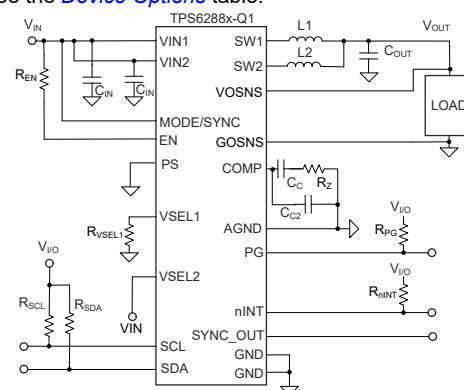 see the Device Options table.
TPS6288x-Q1
VIN
VIN1
SW1
L1
VOUT
VIN2
SW2
L2
COUT
REN
CIN
CIN
VOSNS
LOAD
MODE/SYNC
EN
GOSNS
PS
COMP
CC
RZ
CC2
VSEL1
RVSEL1
AGND
VI/O
RPG
PG
VI/O
VSEL2
VI/O
RnINT
RSCL
RSDA
VIN
nINT
SYNC_OUT
SCL
GND
SDA
GND